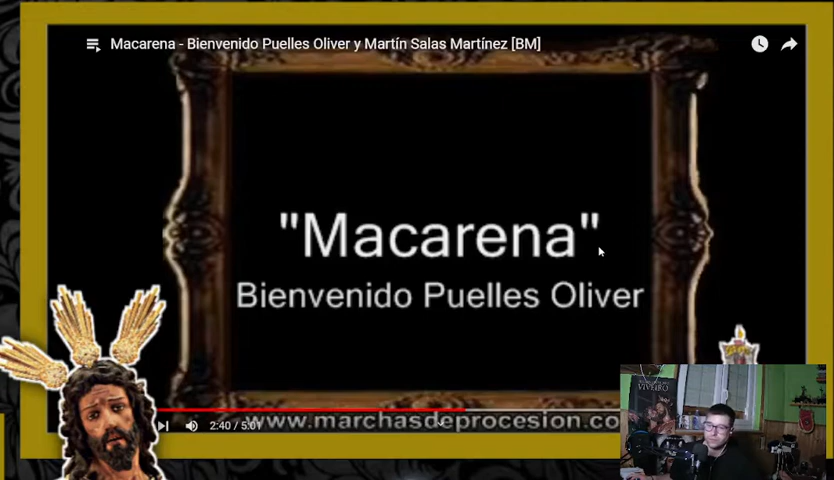 Macarena - Bienvenido Puelles Oliver y Martín Salas Martínez [BM]
"Macarena"
Bienvenido Puelles Oliver
www.marchasdeprocesion.co
2:40 / 5:01
VIVEIRO